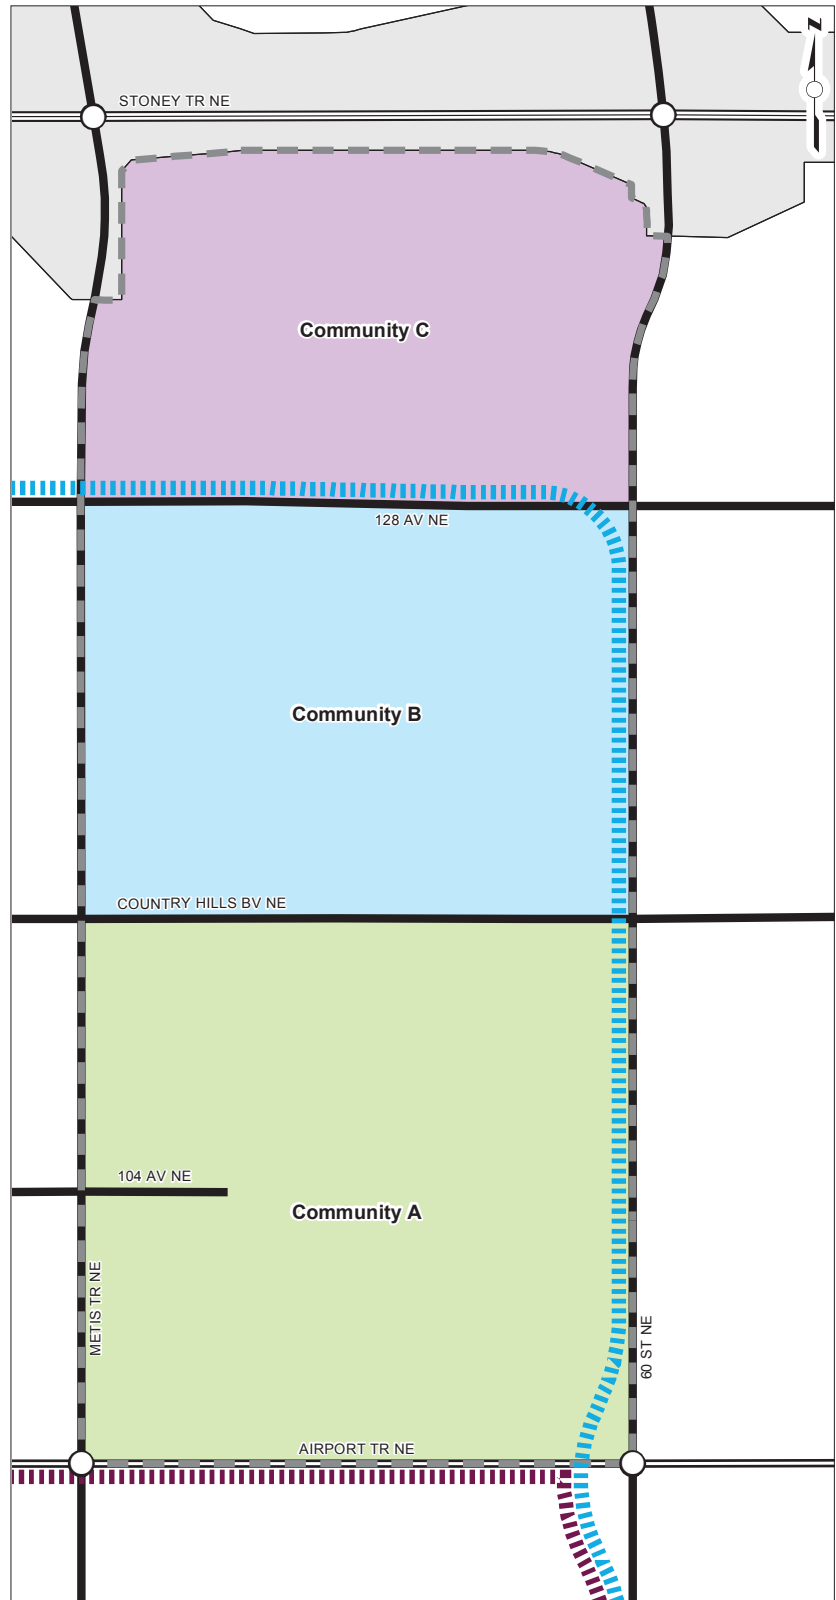 N
STONEY TR NE
Community C
128 AV NE
Community B
COUNTRY HILLS BV NE
104 AV NE
Community A
METIS TR NE
60 ST NE
AIRPORT TR NE